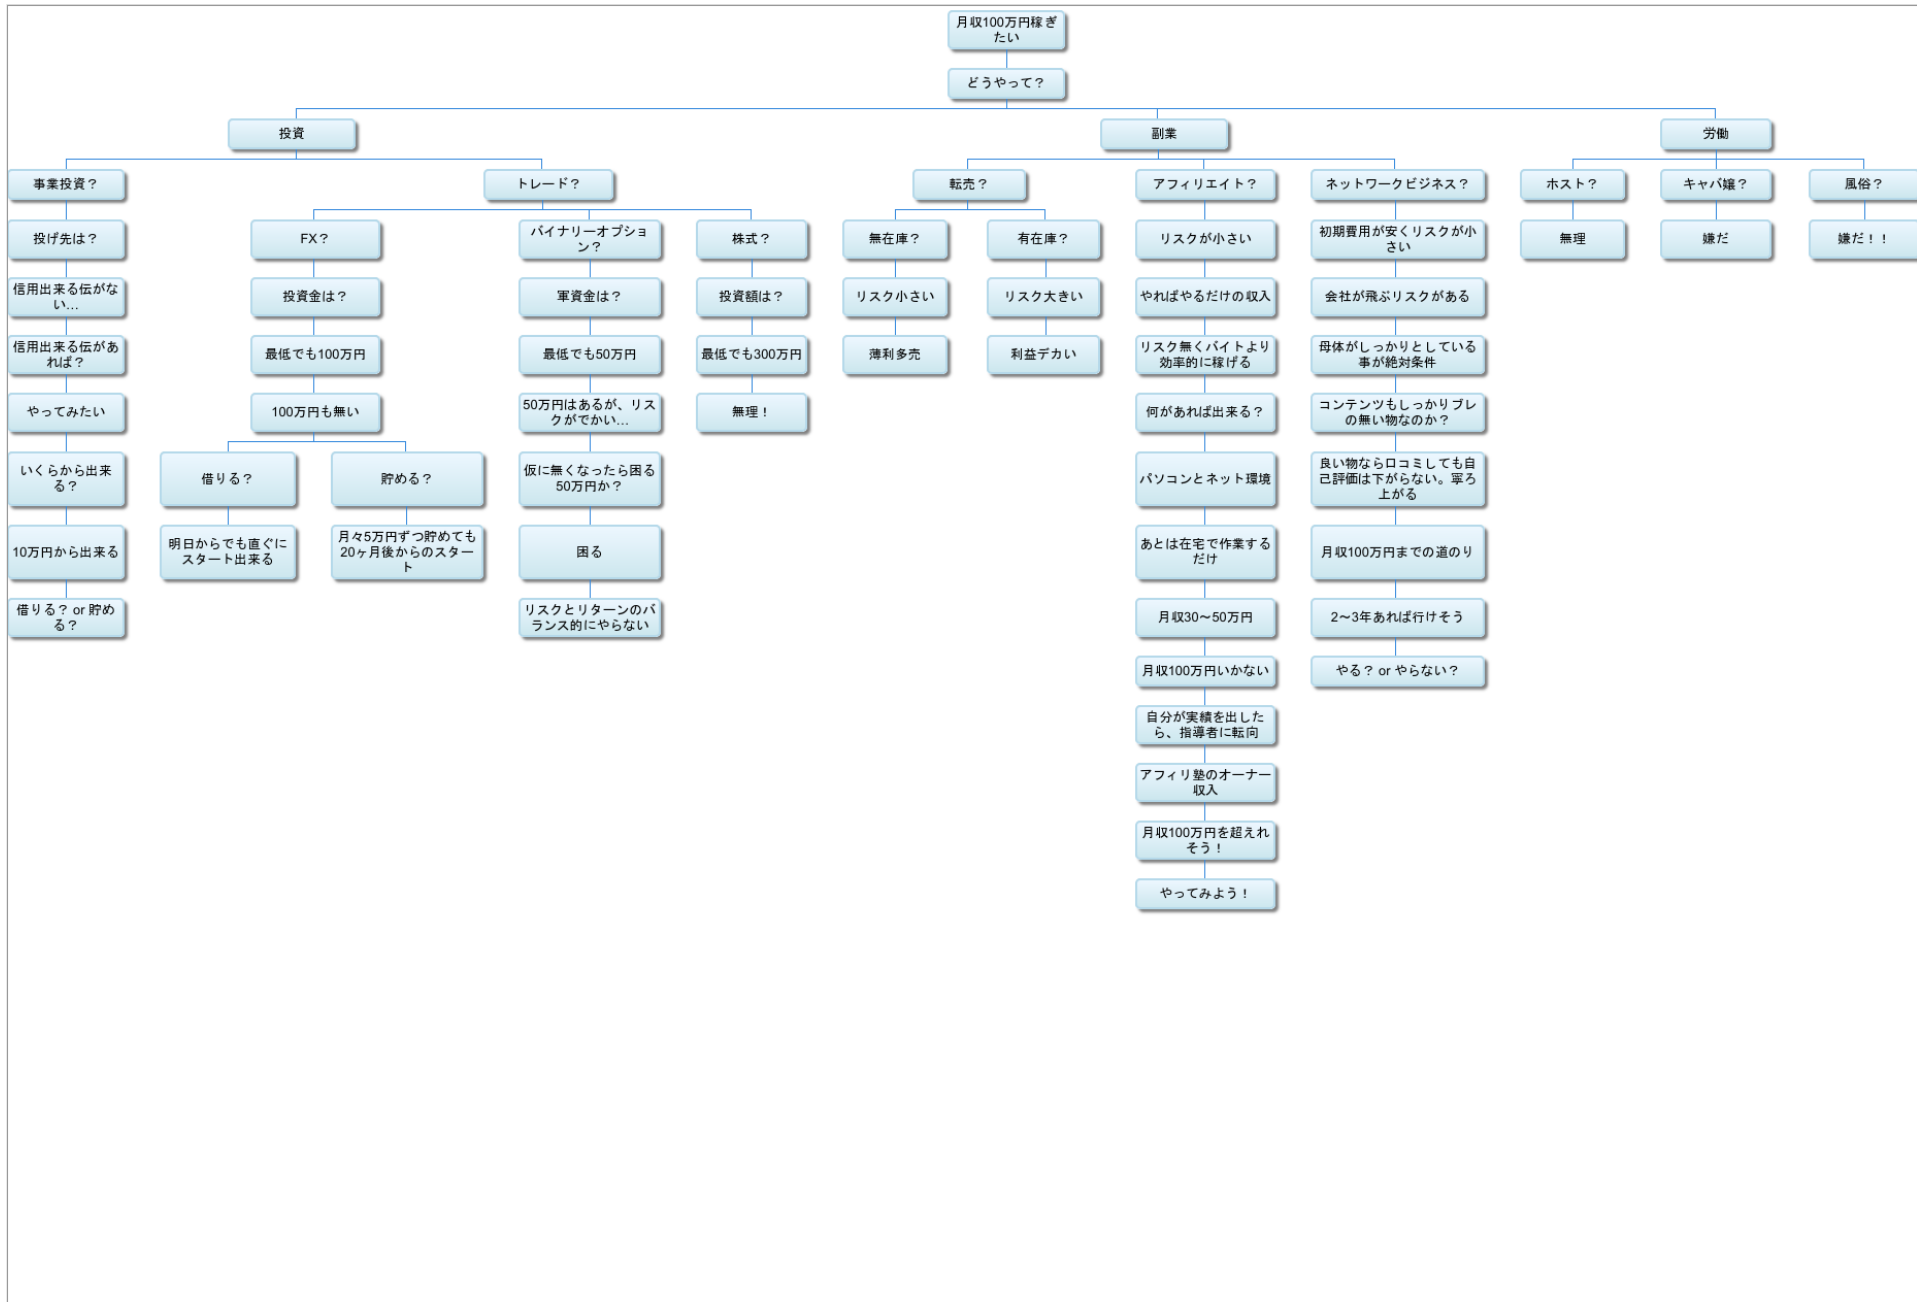 月収100万円稼ぎ
たい
どうやって？
投資
副業
労働
事業投資？
トレード？
転売？
アフィリエイト？
ネットワークビジネス？
ホスト？
キャバ嬢？
風俗？
投げ先は？
FX？
バイナリーオプショ
ン？
株式？
無在庫？
有在庫？
リスクが小さい
初期費用が安くリスクが小
さい
無理
嫌だ
嫌だ！！
信用出来る伝がな
い…
投資金は？
軍資金は？
投資額は？
リスク小さい
リスク大きい
やればやるだけの収入
会社が飛ぶリスクがある
信用出来る伝があ
れば？
最低でも100万円
最低でも50万円
最低でも300万円
薄利多売
利益デカい
リスク無くバイトより
効率的に稼げる
母体がしっかりとしている
事が絶対条件
やってみたい
100万円も無い
50万円はあるが、リス
クがでかい…
無理！
何があれば出来る？
コンテンツもしっかりブレ
の無い物なのか？
いくらから出来
る？
借りる？
貯める？
仮に無くなったら困る
50万円か？
パソコンとネット環境
良い物なら口コミしても自
己評価は下がらない。寧ろ
上がる
10万円から出来る
明日からでも直ぐに
スタート出来る
月々5万円ずつ貯めても
20ヶ月後からのスター
ト
困る
あとは在宅で作業する
だけ
月収100万円までの道のり
借りる？ or 貯め
る？
リスクとリターンのバ
ランス的にやらない
月収30〜50万円
2〜3年あれば行けそう
月収100万円いかない
やる？ or やらない？
自分が実績を出した
ら、指導者に転向
アフィリ塾のオーナー
収入
月収100万円を超えれ
そう！
やってみよう！